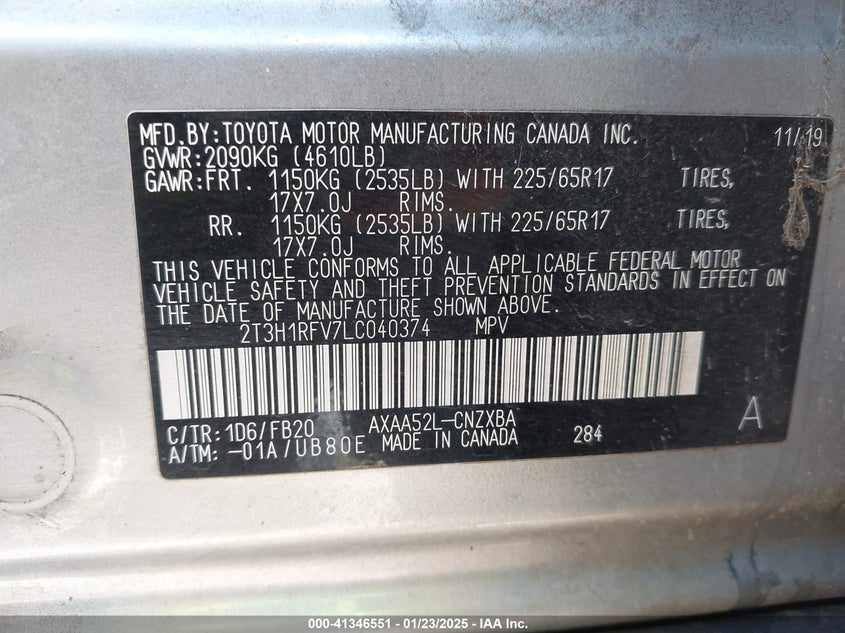 MFD.BY:TOYOTA MOTOR MANUFACTURING CANADA INC. 11/19
GVWR:2090KG (4610LB)
GAWR:FRT. 1150KG (2535LB) WITH 225/65R17 TIRES,
17X7.0J RIMS.
RR. 1150KG (2535LB) WITH 225/65R17 TIRES,
17X7.0J RIMS.
THIS VEHICLE CONFORMS TO ALL APPLICABLE FEDERAL MOTOR
VEHICLE SAFETY AND THEFT PREVENTION STANDARDS IN EFFECT ON
THE DATE OF MANUFACTURE SHOWN ABOVE.
2T3H1RFV7LC040374 MPV
C/TR:1D6/FB20 AXAA52L-CNZXBA A
A/TM:-01A/UB80E MADE IN CANADA 284
000-41346551 / 01/23/2025 - IAA Inc.